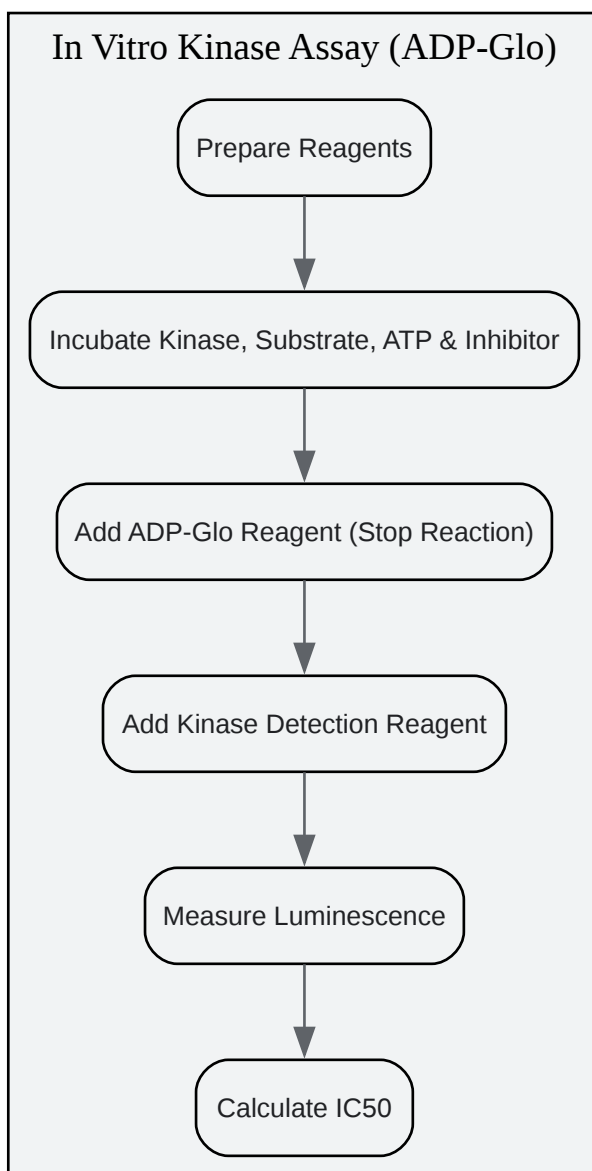 In Vitro Kinase Assay (ADP-Glo)
Prepare Reagents
Incubate Kinase, Substrate, ATP & Inhibitor
Add ADP-Glo Reagent (Stop Reaction)
Add Kinase Detection Reagent
Measure Luminescence
Calculate IC50